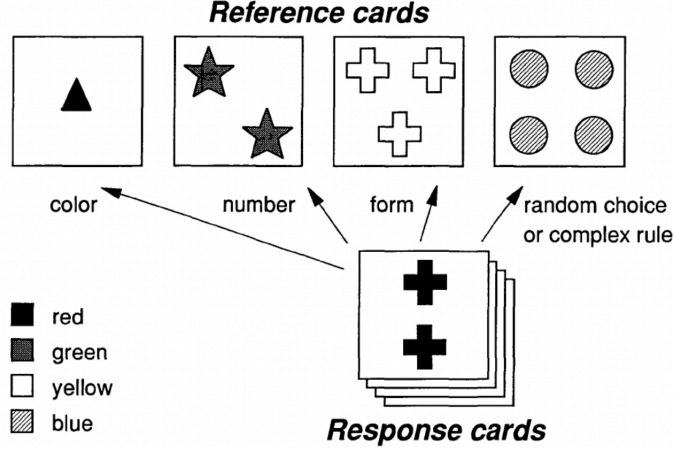 Reference cards
color
number
form
random choice
or complex rule
red
green
yellow
blue
Response cards